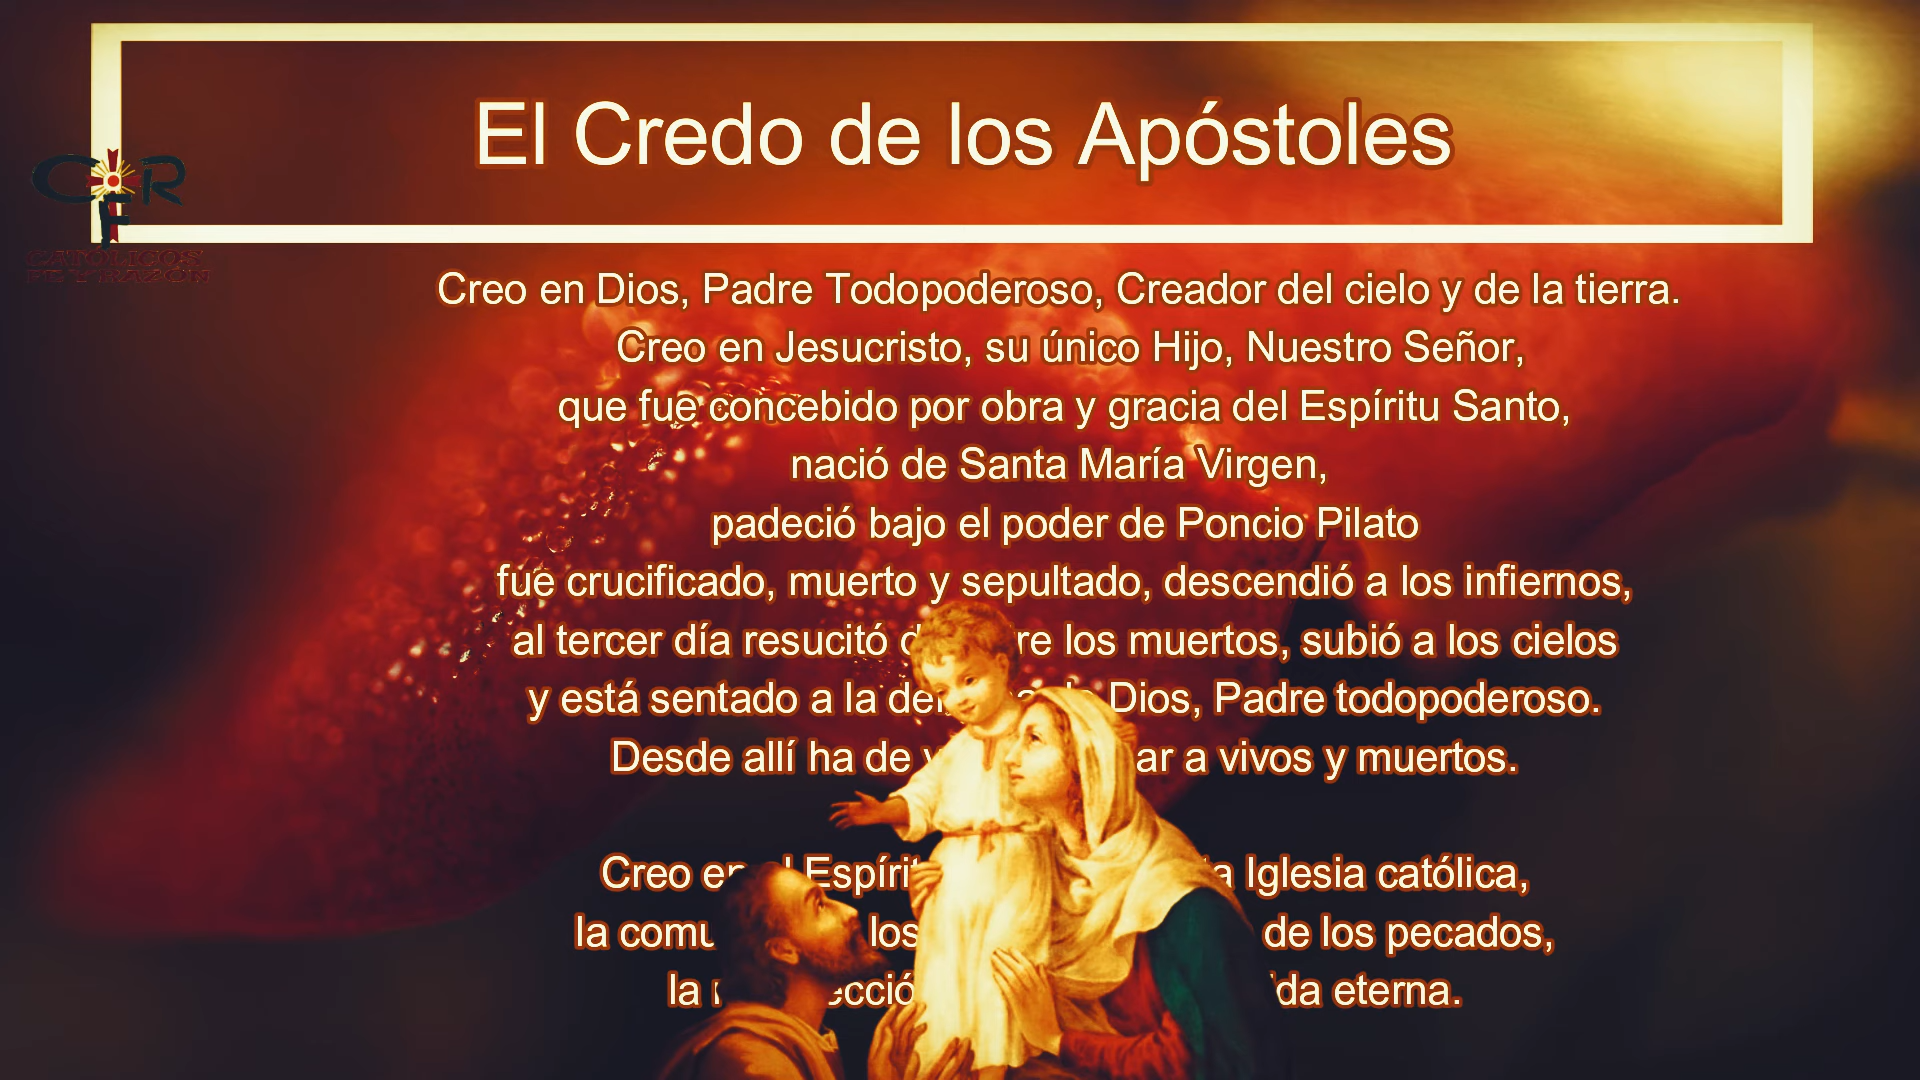 El Credo de los Apóstoles
CFR
CATÓLICOS
FE Y RAZÓN
Creo en Dios, Padre Todopoderoso, Creador del cielo y de la tierra.
Creo en Jesucristo, su único Hijo, Nuestro Señor,
que fue concebido por obra y gracia del Espíritu Santo,
nació de Santa María Virgen,
padeció bajo el poder de Poncio Pilato
fue crucificado, muerto y sepultado, descendió a los infiernos,
al tercer día resucitó los muertos, subió a los cielos
y está sentado a la Dios, Padre todopoderoso.
Desde allí ha de a vivos y muertos.
Creo Iglesia católica,
la los de los pecados,
la eterna.